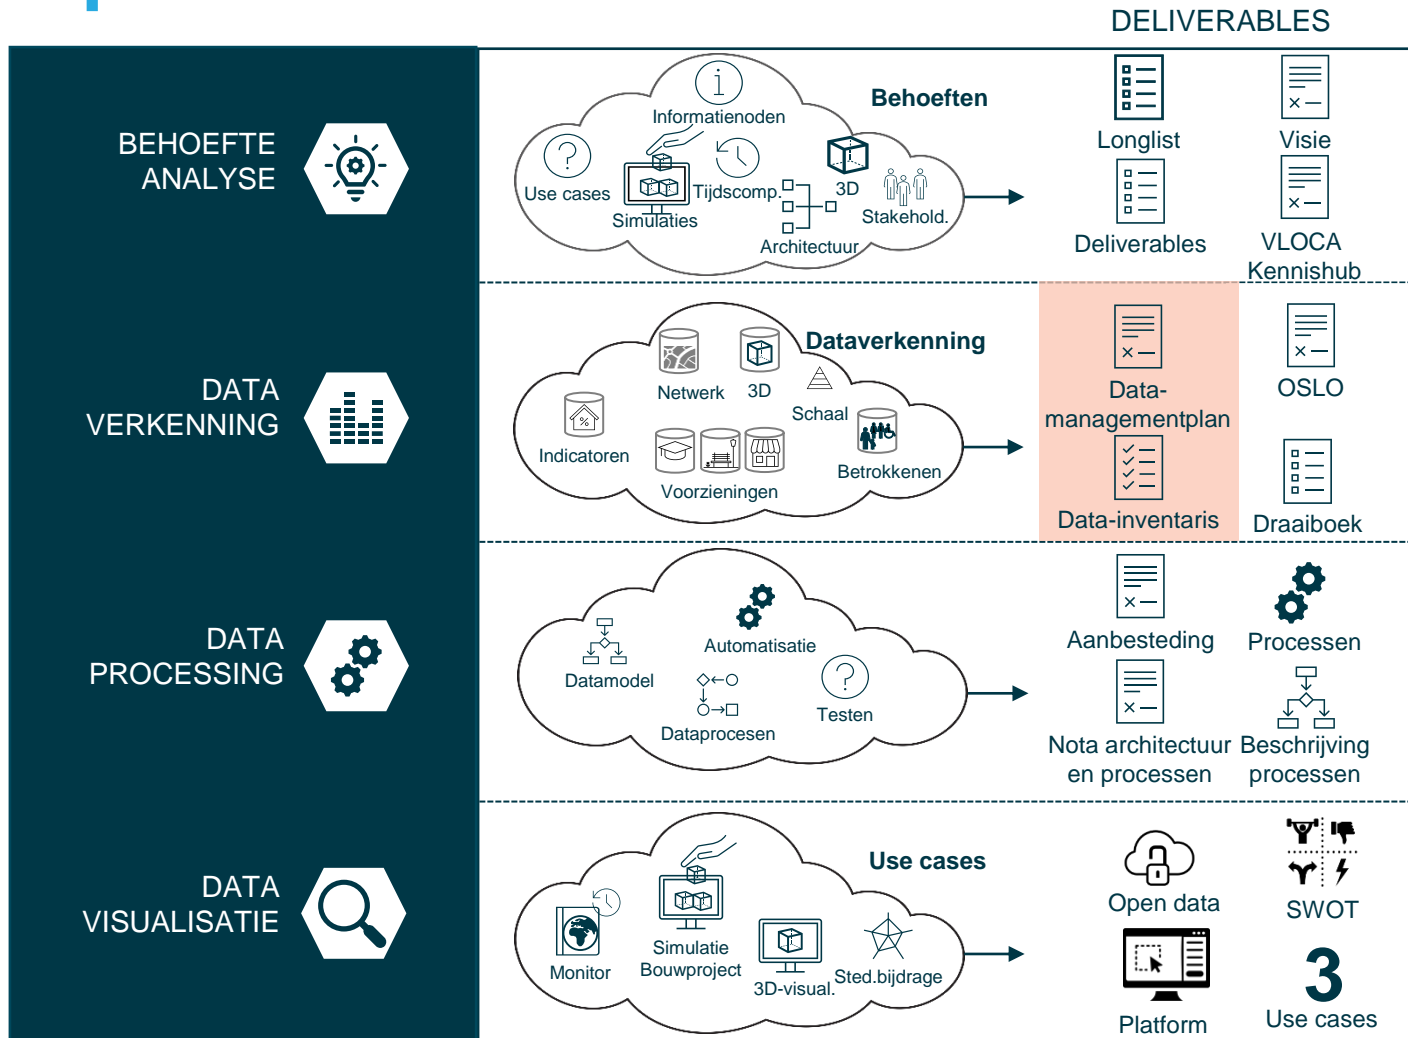 DELIVERABLES
BEHOEFTE
ANALYSE
Behoeften
Informatienoden
Use cases
Simulaties
Tijdscomp.
3D
Architectuur
Stakehold.
Longlist
Visie
Deliverables
VLOCA
Kennishub
DATA
VERKENNING
Dataverkenning
Netwerk
3D
Schaal
Indicatoren
Voorzieningen
Betrokkenen
Data-
managementplan
OSLO
Data-inventaris
Draaiboek
DATA
PROCESSING
Automatisatie
Datamodel
Dataprocesen
Testen
Aanbesteding
Processen
Nota architectuur
en processen
Beschrijving
processen
DATA
VISUALISATIE
Use cases
Monitor
Simulatie
Bouwproject
3D-visual.
Sted.bijdrage
Open data
SWOT
Platform
3
Use cases